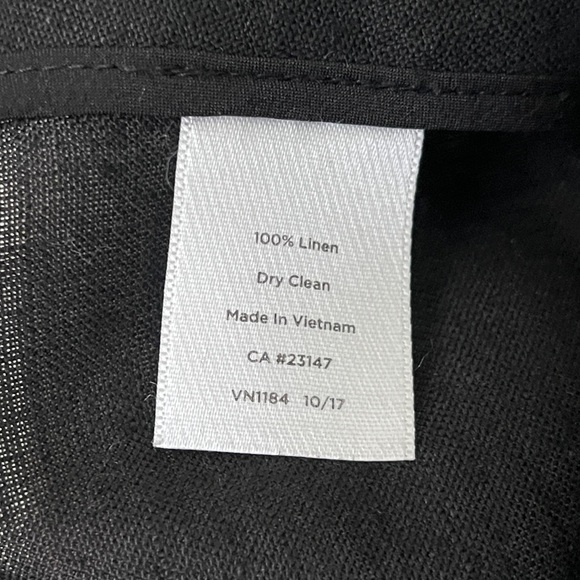 100% Linen
Dry Clean
Made In Vietnam
CA #23147
VN1184 10/17